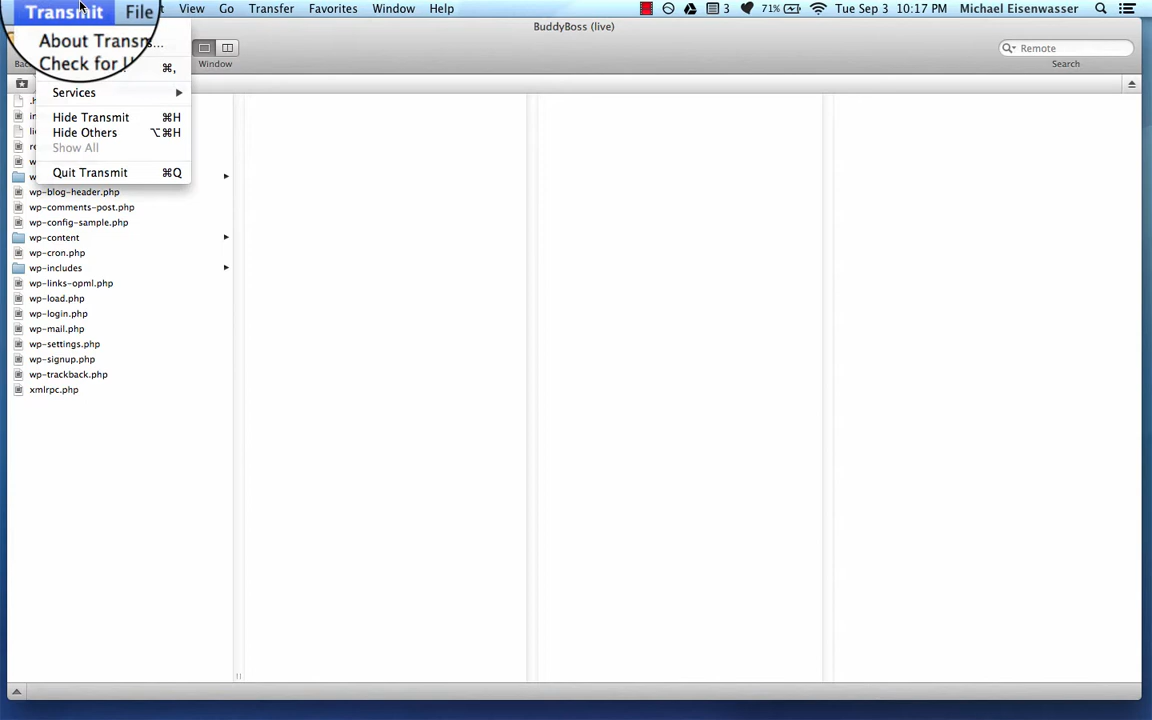 Transmit File View Go Transfer Favorites Window Help 3 71% Tue Sep 3 10:17 PM Michael Eisenwasser
BuddyBoss (live)
About Transm...
Remote
Check for U
⌘,
Window
Search
Services
Hide Transmit ⌘H
Hide Others ⌥⌘H
Show All
Quit Transmit ⌘Q
wp-blog-header.php
wp-comments-post.php
wp-config-sample.php
wp-content
wp-cron.php
wp-includes
wp-links-opml.php
wp-load.php
wp-login.php
wp-mail.php
wp-settings.php
wp-signup.php
wp-trackback.php
xmlrpc.php